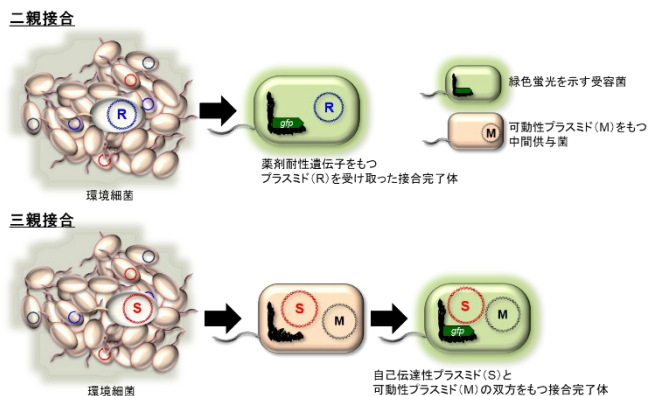 二親接合
R
R
gfp
緑色蛍光を示す受容菌
M
可動性プラスミド(M)をもつ
中間供与菌
環境細菌
薬剤耐性遺伝子をもつ
プラスミド(R)を受け取った接合完了体
三親接合
S
S
M
S
M
gfp
環境細菌
自己伝達性プラスミド(S)と
可動性プラスミド(M)の双方をもつ接合完了体